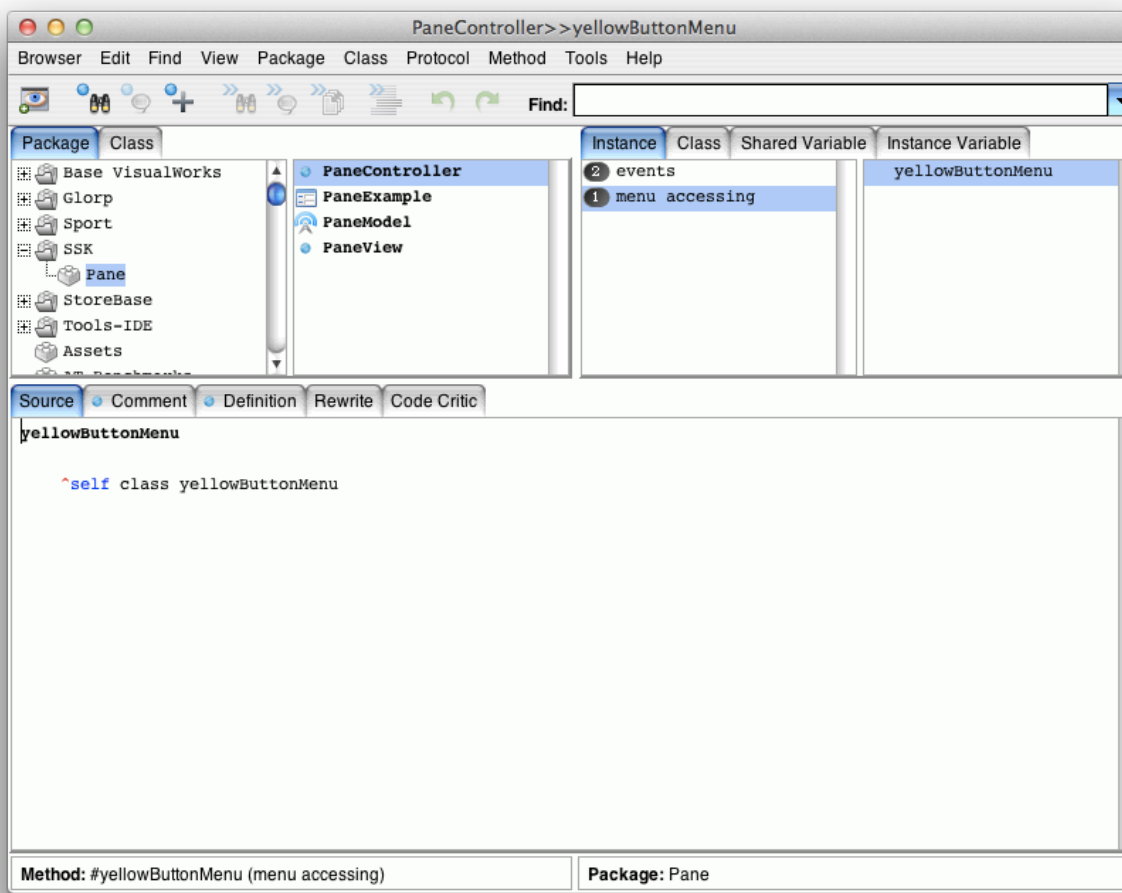 PaneController>>yellowButtonMenu
Browser Edit Find View Package Class Protocol Method Tools Help
Find:
Package Class
Instance Class Shared Variable Instance Variable
Base VisualWorks
Glorp
Sport
SSK
Pane
StoreBase
Tools-IDE
Assets
PaneController
PaneExample
PaneModel
PaneView
2 events
1 menu accessing
yellowButtonMenu
Source Comment Definition Rewrite Code Critic
yellowButtonMenu
^self class yellowButtonMenu
Method: #yellowButtonMenu (menu accessing)
Package: Pane